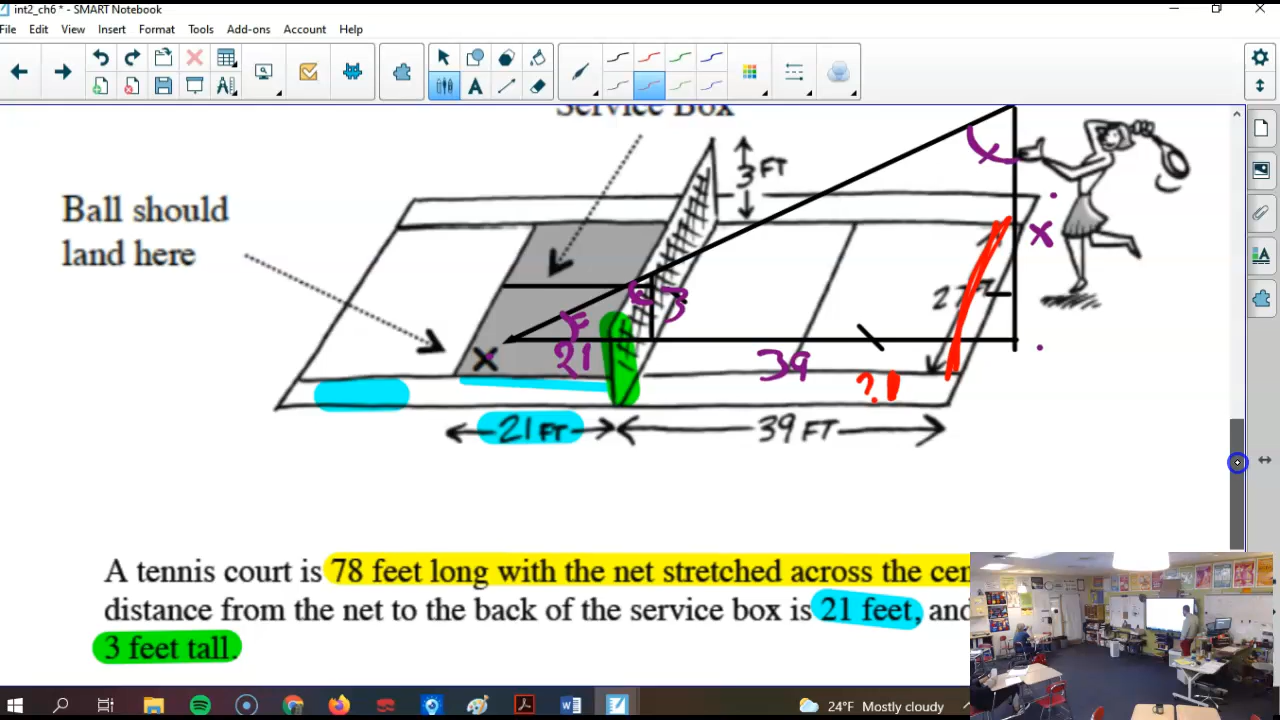 int2_ch6 * - SMART Notebook
File Edit View Insert Format Tools Add-ons Account Help
Service Box
3 FT
Ball should
land here
x
3
27 FT
x
X
21
39
?
21 FT
39 FT
A tennis court is 78 feet long with the net stretched across the cen
distance from the net to the back of the service box is 21 feet, and
3 feet tall.
24°F Mostly cloudy